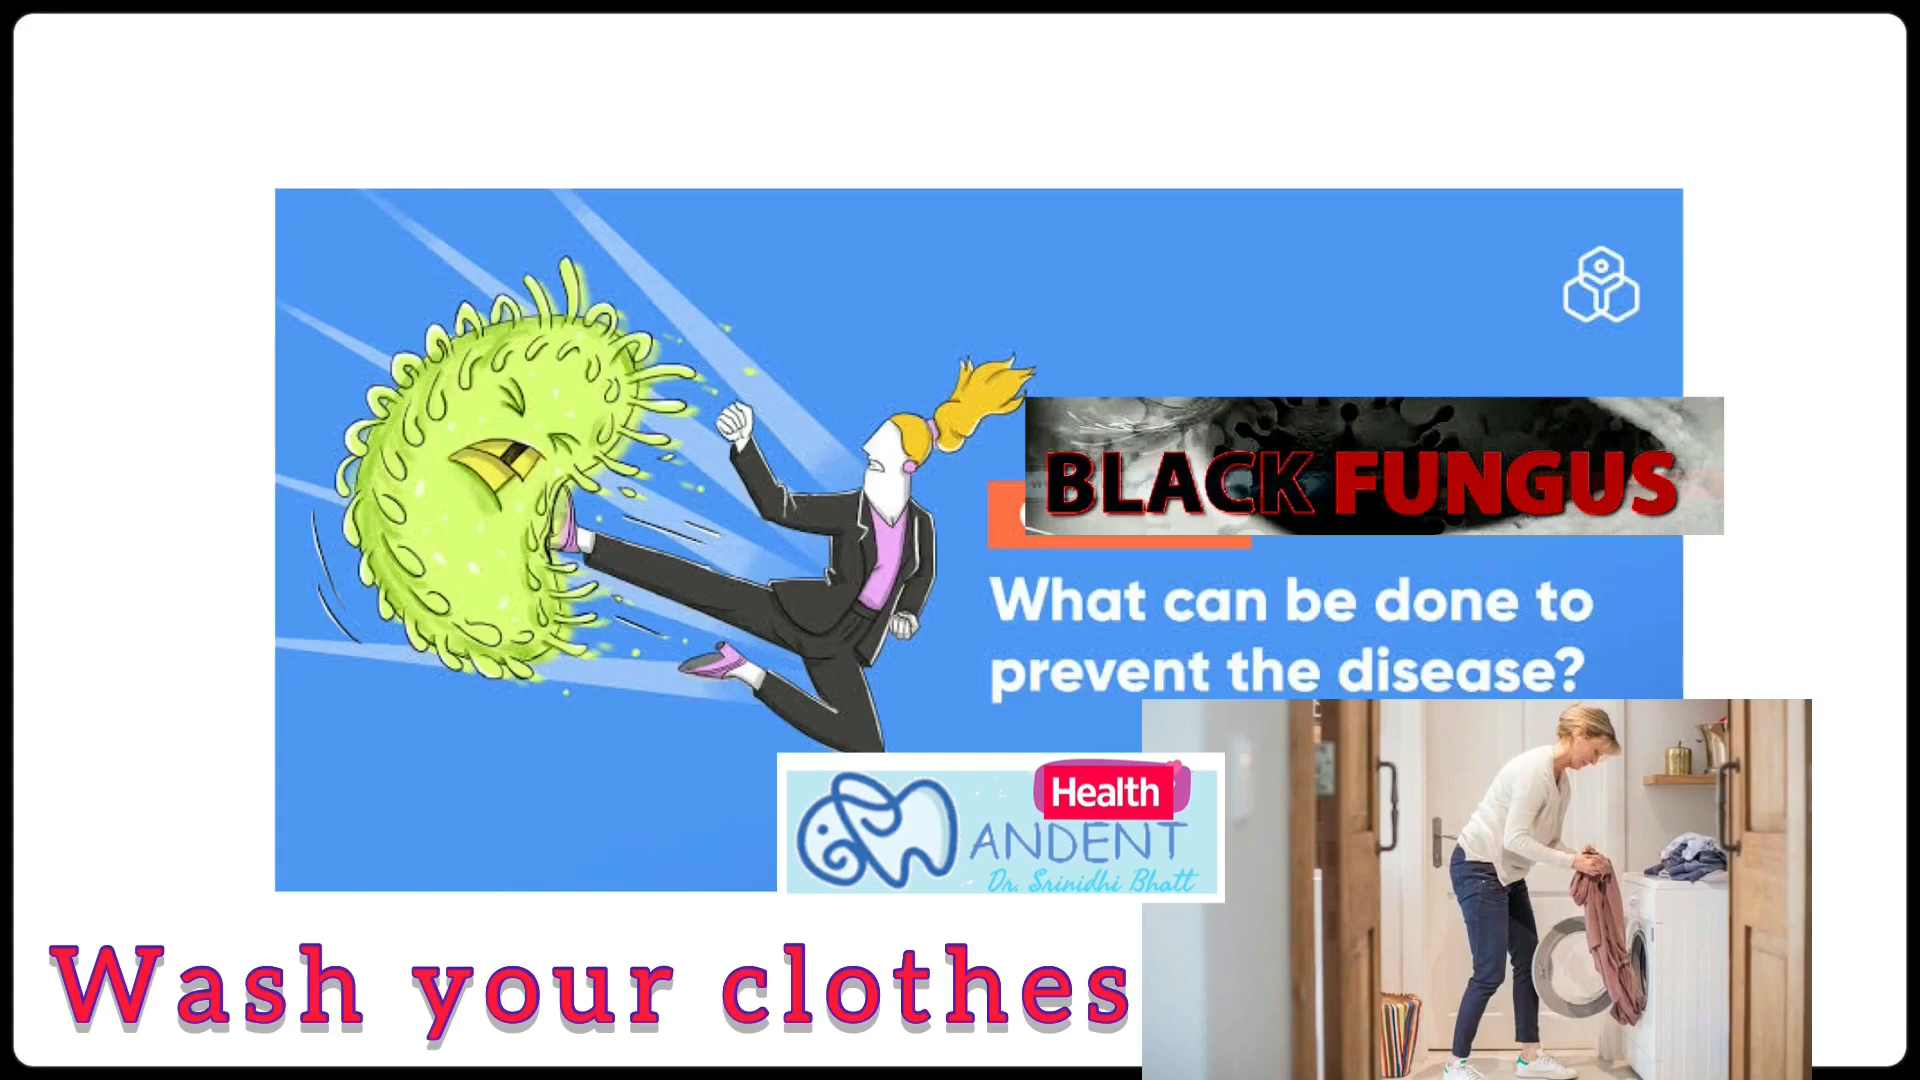 BLACK FUNGUS
What can be done to
prevent the disease?
Health
ANDENT
Dr. Srinidhi Bhatt
Wash your clothes